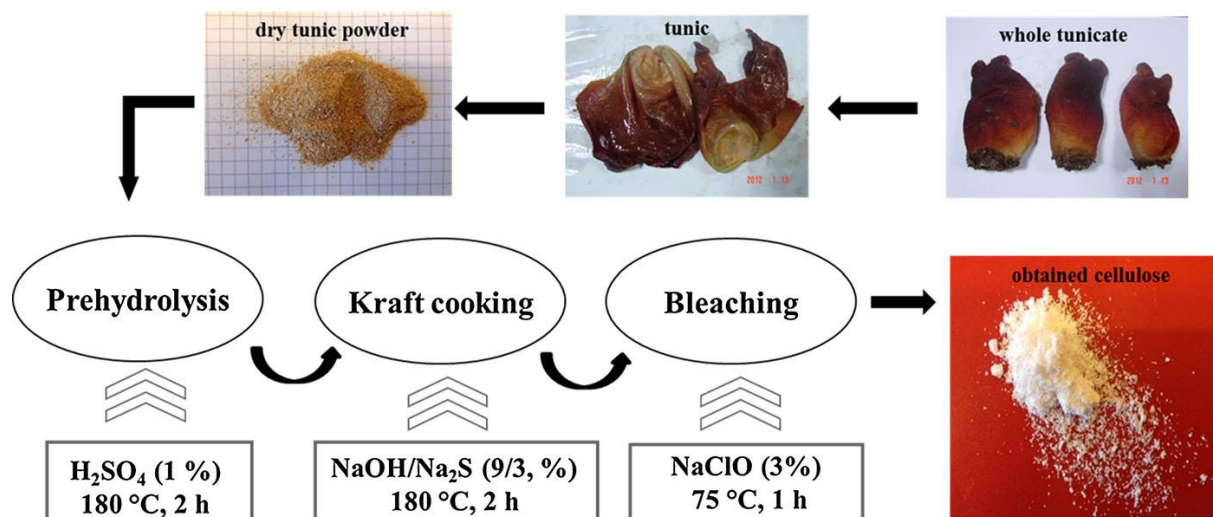 dry tunic powder
tunic
whole tunicate
2012 1.13
2012 1.13
Prehydrolysis
Kraft cooking
Bleaching
obtained cellulose
H₂SO₄ (1 %)
180 °C, 2 h
NaOH/Na₂S (9/3, %)
180 °C, 2 h
NaClO (3%)
75 °C, 1 h